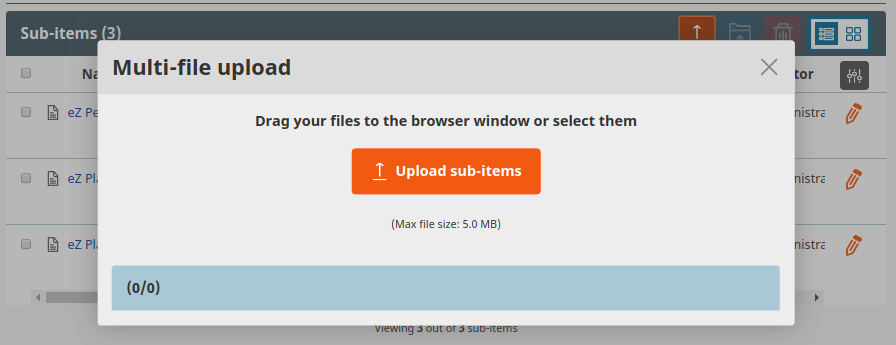 Sub-items (3)
Multi-file upload
Drag your files to the browser window or select them
Upload sub-items
(Max file size: 5.0 MB)
(0/0)
Na
tor
eZ Pe
nistra
eZ Pla
nistra
eZ Pla
nistra
Viewing 3 out of 3 sub-items